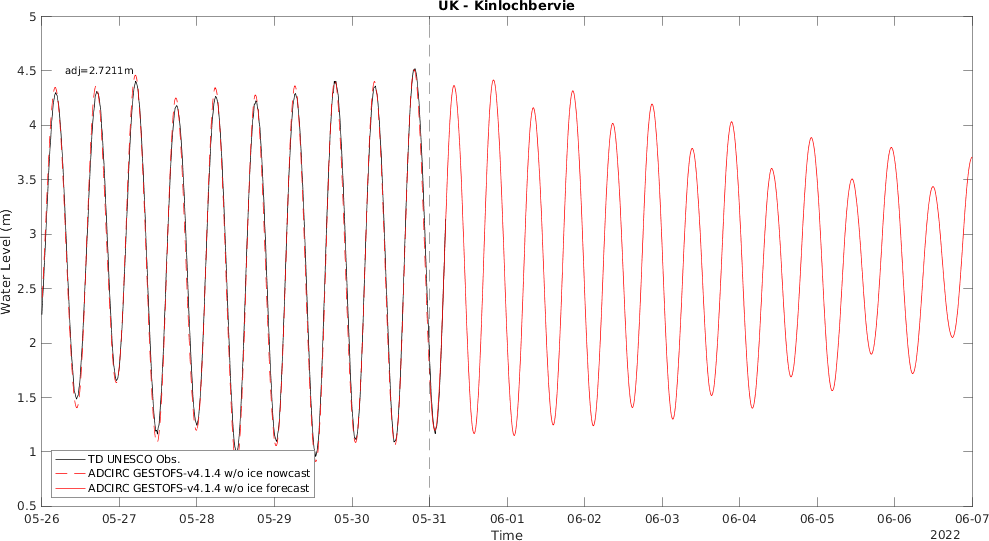 UK - Kinlochbervie
adj=2.7211m
Water Level (m)
5
4.5
4
3.5
3
2.5
2
1.5
1
0.5
TD UNESCO Obs.
ADCIRC GESTOFS-v4.1.4 w/o ice nowcast
ADCIRC GESTOFS-v4.1.4 w/o ice forecast
05-26 05-27 05-28 05-29 05-30 05-31 06-01 06-02 06-03 06-04 06-05 06-06 06-07
Time
2022